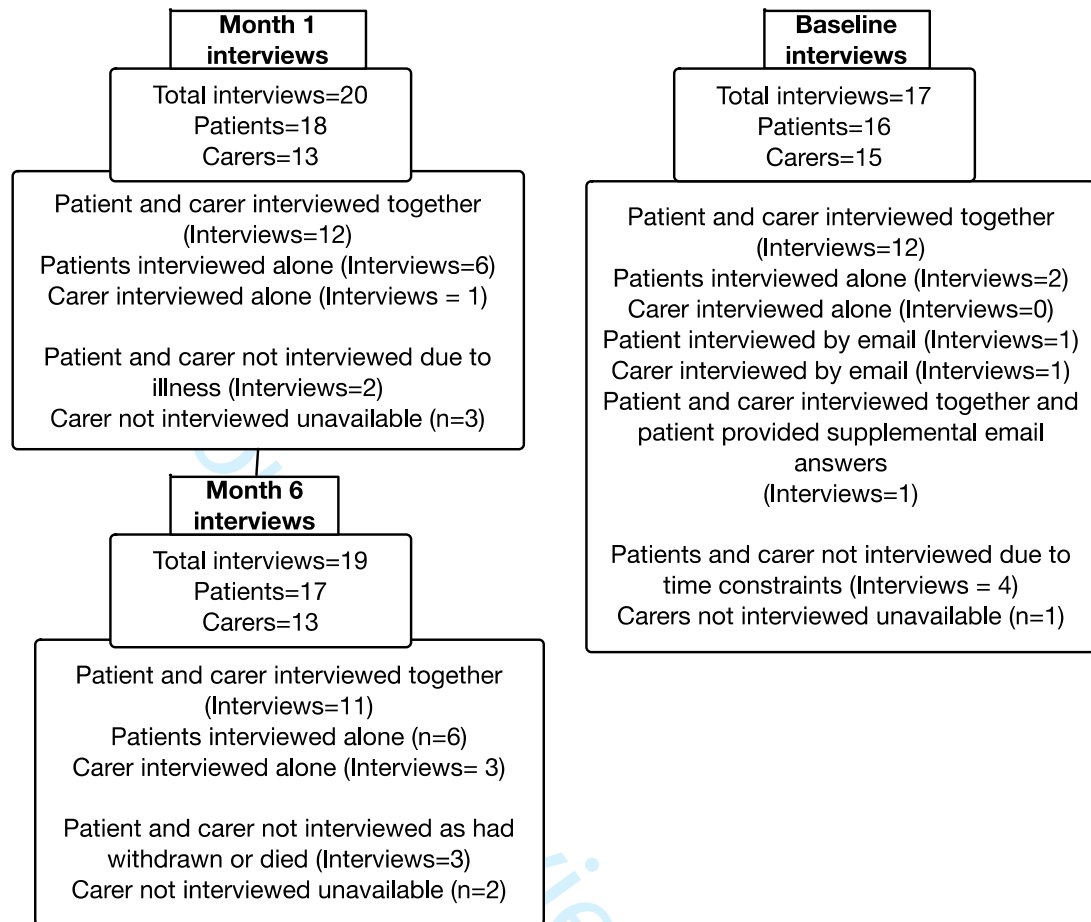 Month 1
interviews
Total interviews=20
Patients=18
Carers=13
Patient and carer interviewed together
(Interviews=12)
Patients interviewed alone (Interviews=6)
Carer interviewed alone (Interviews = 1)
Patient and carer not interviewed due to
illness (Interviews=2)
Carer not interviewed unavailable (n=3)
Month 6
interviews
Total interviews=19
Patients=17
Carers=13
Patient and carer interviewed together
(Interviews=11)
Patients interviewed alone (n=6)
Carer interviewed alone (Interviews= 3)
Patient and carer not interviewed as had
withdrawn or died (Interviews=3)
Carer not interviewed unavailable (n=2)
Baseline
interviews
Total interviews=17
Patients=16
Carers=15
Patient and carer interviewed together
(Interviews=12)
Patients interviewed alone (Interviews=2)
Carer interviewed alone (Interviews=0)
Patient interviewed by email (Interviews=1)
Carer interviewed by email (Interviews=1)
Patient and carer interviewed together and
patient provided supplemental email
answers
(Interviews=1)
Patients and carer not interviewed due to
time constraints (Interviews = 4)
Carers not interviewed unavailable (n=1)